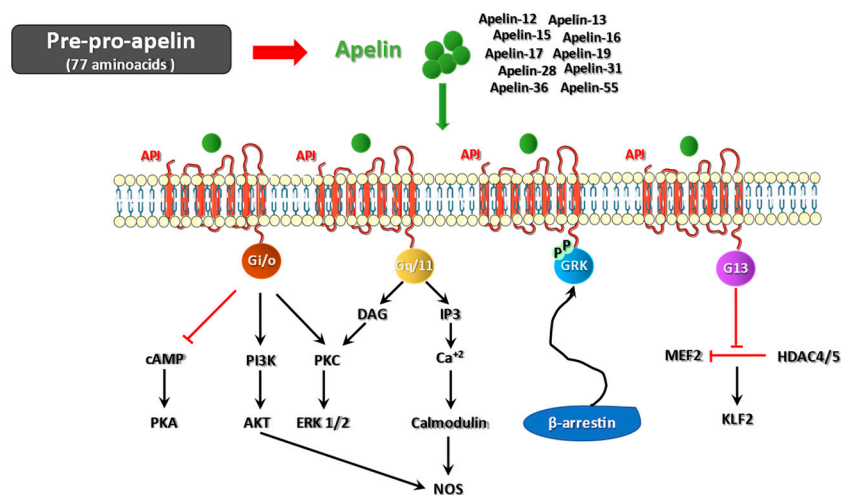 Pre-pro-apelin
(77 aminoacids )
Apelin
Apelin-12 Apelin-13
Apelin-15 Apelin-16
Apelin-17 Apelin-19
Apelin-28 Apelin-31
Apelin-36 Apelin-55
APJ APJ APJ APJ
P P
Gi/o Gq/11 GRK G13
DAG IP3
cAMP PI3K PKC Ca+2 MEF2 HDAC4/5
PKA AKT ERK 1/2 Calmodulin β-arrestin KLF2
NOS